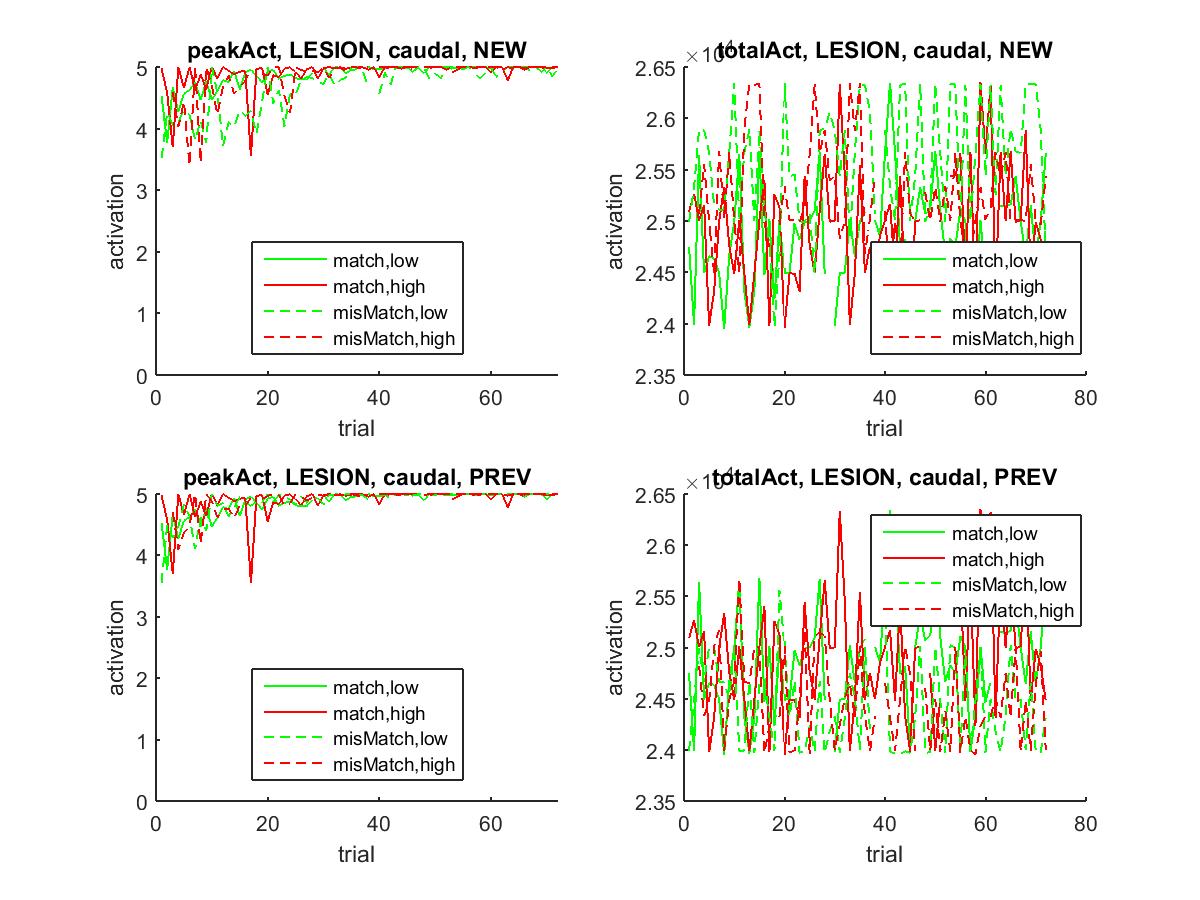 peakAct, LESION, caudal, NEW
5
4
3
2
1
0
activation
match,low
match,high
misMatch,low
misMatch,high
0 20 40 60
trial
totalAct, LESION, caudal, NEW
×10^4
2.65
2.6
2.55
2.5
2.45
2.4
2.35
activation
match,low
match,high
misMatch,low
misMatch,high
0 20 40 60 80
trial
peakAct, LESION, caudal, PREV
5
4
3
2
1
0
activation
match,low
match,high
misMatch,low
misMatch,high
0 20 40 60
trial
totalAct, LESION, caudal, PREV
×10^4
2.65
2.6
2.55
2.5
2.45
2.4
2.35
activation
match,low
match,high
misMatch,low
misMatch,high
0 20 40 60 80
trial